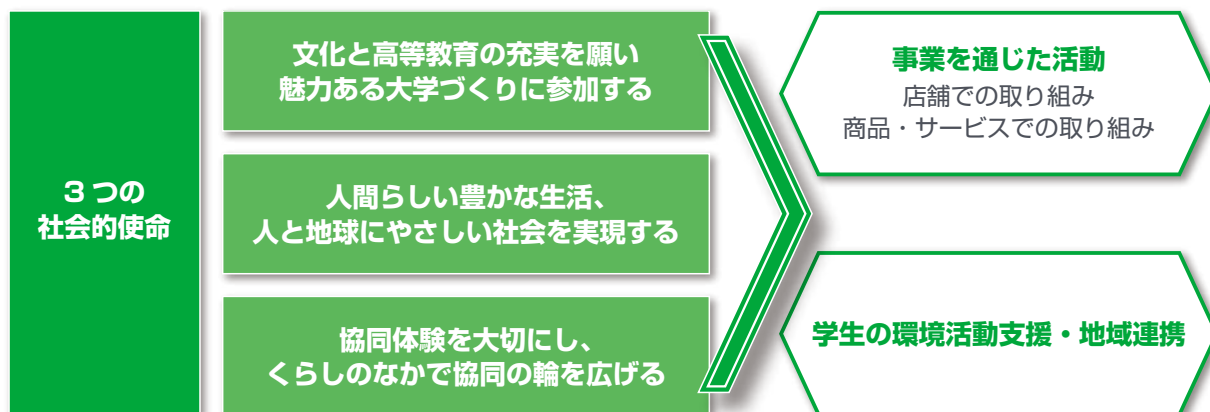 3つの
社会的使命
文化と高等教育の充実を願い
魅力ある大学づくりに参加する
人間らしい豊かな生活、
人と地球にやさしい社会を実現する
協同体験を大切にし、
くらしのなかで協同の輪を広げる
事業を通じた活動
店舗での取り組み
商品・サービスでの取り組み
学生の環境活動支援・地域連携